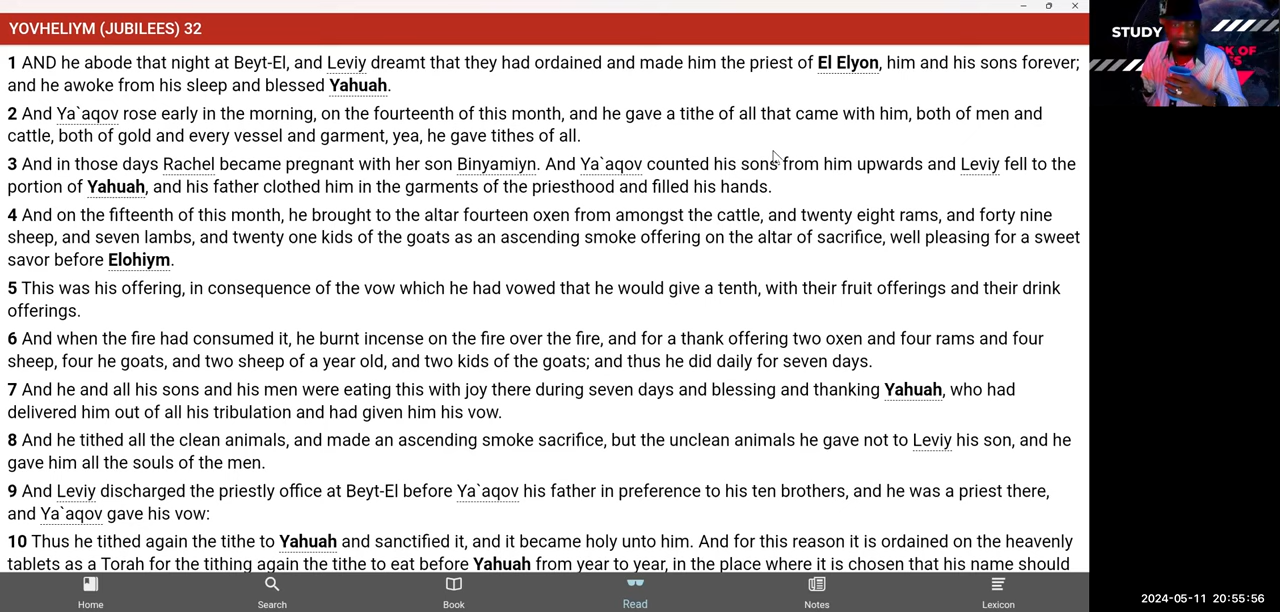 YOVHELIYM (JUBILEES) 32
STUDY
1 AND he abode that night at Beyt-El, and Leviy dreamt that they had ordained and made him the priest of El Elyon, him and his sons forever;
and he awoke from his sleep and blessed Yahuah.
2 And Ya`aqov rose early in the morning, on the fourteenth of this month, and he gave a tithe of all that came with him, both of men and
cattle, both of gold and every vessel and garment, yea, he gave tithes of all.
3 And in those days Rachel became pregnant with her son Binyamiyn. And Ya`aqov counted his sons from him upwards and Leviy fell to the
portion of Yahuah, and his father clothed him in the garments of the priesthood and filled his hands.
4 And on the fifteenth of this month, he brought to the altar fourteen oxen from amongst the cattle, and twenty eight rams, and forty nine
sheep, and seven lambs, and twenty one kids of the goats as an ascending smoke offering on the altar of sacrifice, well pleasing for a sweet
savor before Elohiym.
5 This was his offering, in consequence of the vow which he had vowed that he would give a tenth, with their fruit offerings and their drink
offerings.
6 And when the fire had consumed it, he burnt incense on the fire over the fire, and for a thank offering two oxen and four rams and four
sheep, four he goats, and two sheep of a year old, and two kids of the goats; and thus he did daily for seven days.
7 And he and all his sons and his men were eating this with joy there during seven days and blessing and thanking Yahuah, who had
delivered him out of all his tribulation and had given him his vow.
8 And he tithed all the clean animals, and made an ascending smoke sacrifice, but the unclean animals he gave not to Leviy his son, and he
gave him all the souls of the men.
9 And Leviy discharged the priestly office at Beyt-El before Ya`aqov his father in preference to his ten brothers, and he was a priest there,
and Ya`aqov gave his vow:
10 Thus he tithed again the tithe to Yahuah and sanctified it, and it became holy unto him. And for this reason it is ordained on the heavenly
tablets as a Torah for the tithing again the tithe to eat before Yahuah from year to year, in the place where it is chosen that his name should
Home
Search
Book
Read
Notes
Lexicon
2024-05-11 20:55:56